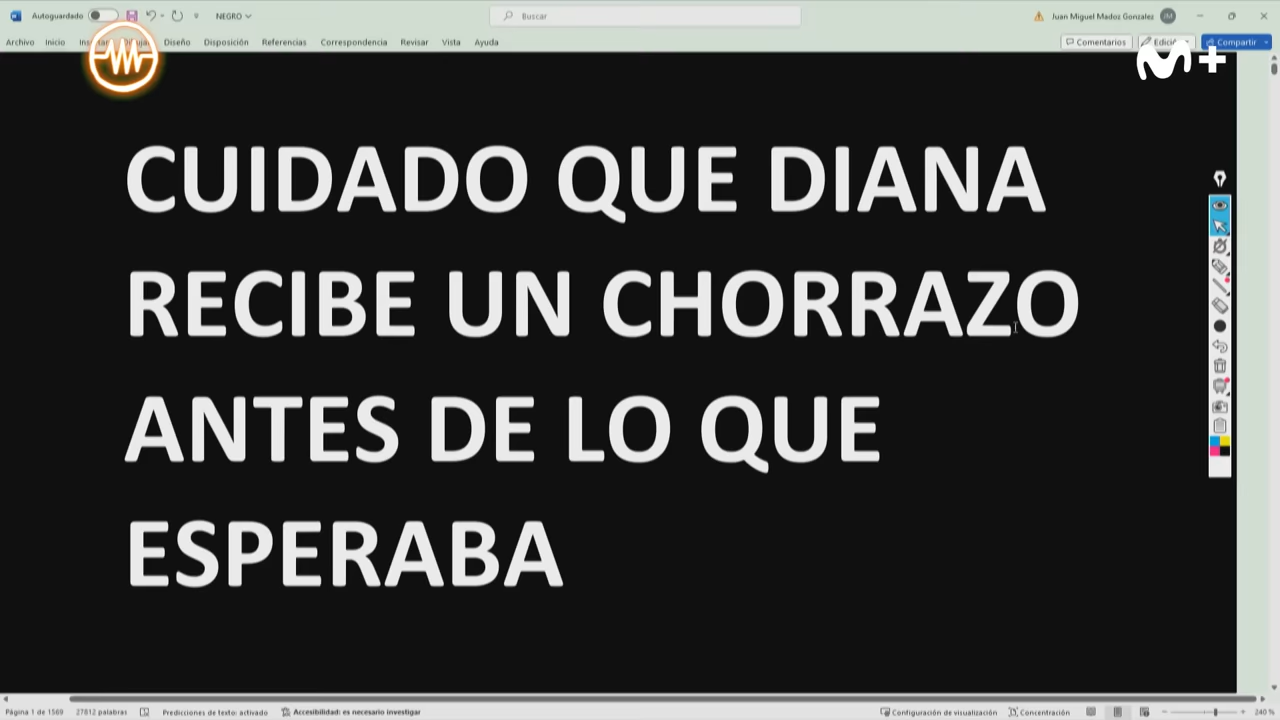 Autoguardado NEGRO Buscar Juan Miguel Madoz Gonzalez JM
Archivo Inicio Diseño Disposición Referencias Correspondencia Revisar Vista Ayuda Comentarios Compartir
M+
CUIDADO QUE DIANA
RECIBE UN CHORRAZO
ANTES DE LO QUE
ESPERABA
Página 1 de 1569 27812 palabras Predicciones de texto: activado Accesibilidad: es necesario investigar Configuración de visualización Concentración 240 %